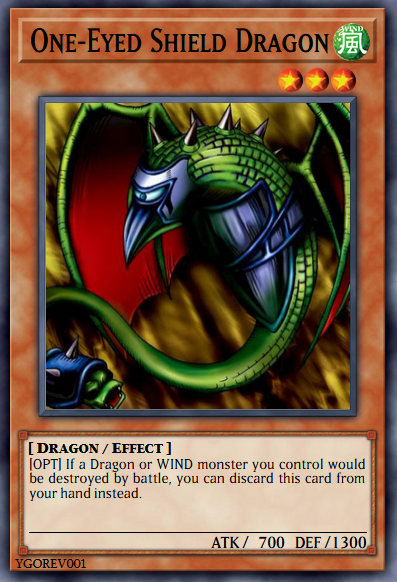 One-Eyed Shield Dragon
WIND
風
[ Dragon / Effect ]
[OPT] If a Dragon or WIND monster you control would
be destroyed by battle, you can discard this card from
your hand instead.
ATK / 700 DEF /1300
YGOREV001